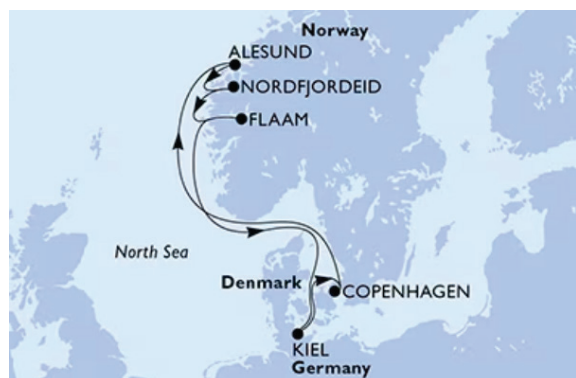 Norway
ALESUND
NORDFJORDEID
FLAAM
North Sea
Denmark
COPENHAGEN
KIEL
Germany